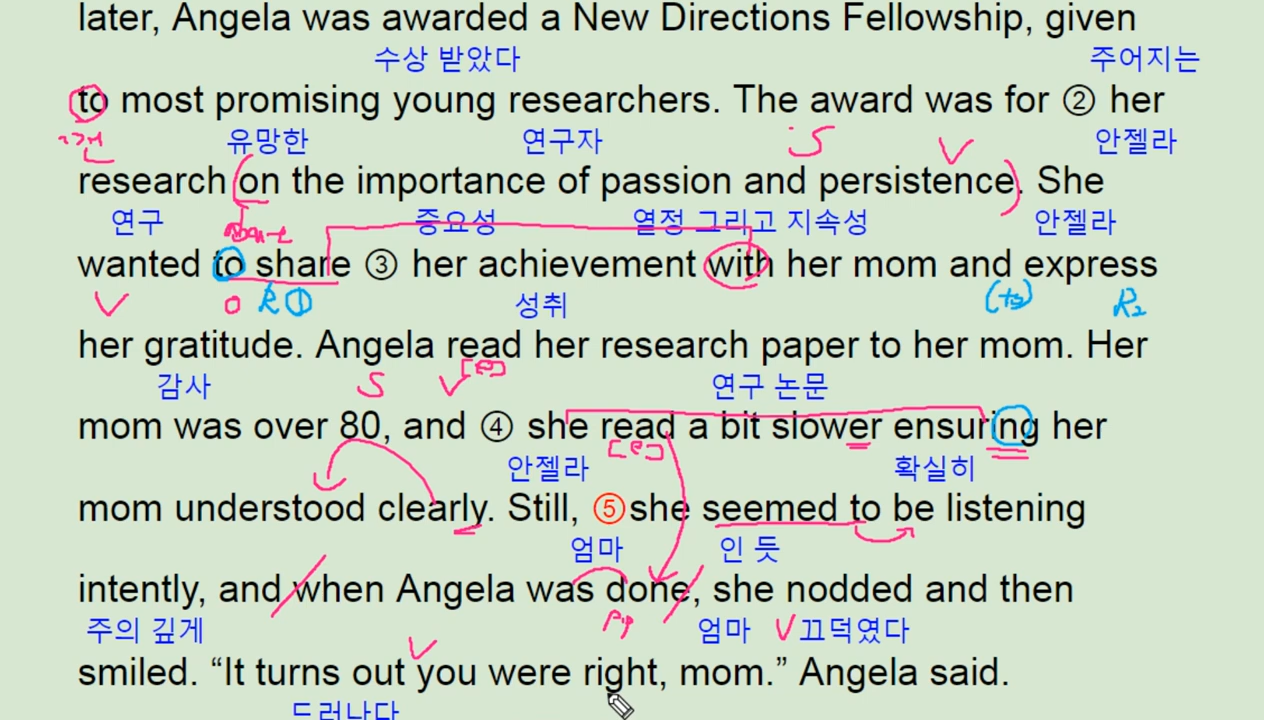 later, Angela was awarded a New Directions Fellowship, given
수상 받았다 주어지는
to most promising young researchers. The award was for ② her
유망한 연구자 S V 안젤라
research on the importance of passion and persistence. She
연구 중요성 열정 그리고 지속성 안젤라
wanted to share ③ her achievement with her mom and express
V O R ① 성취 (to) R2
her gratitude. Angela read her research paper to her mom. Her
감사 S V [e] 연구 논문
mom was over 80, and ④ she read a bit slower ensuring her
안젤라 [e] 확실히
mom understood clearly. Still, ⑤she seemed to be listening
엄마 인 듯
intently, and when Angela was done, she nodded and then
주의 깊게 P.P 엄마 V 끄덕였다
smiled. “It turns out you were right, mom.” Angela said.
드러나다